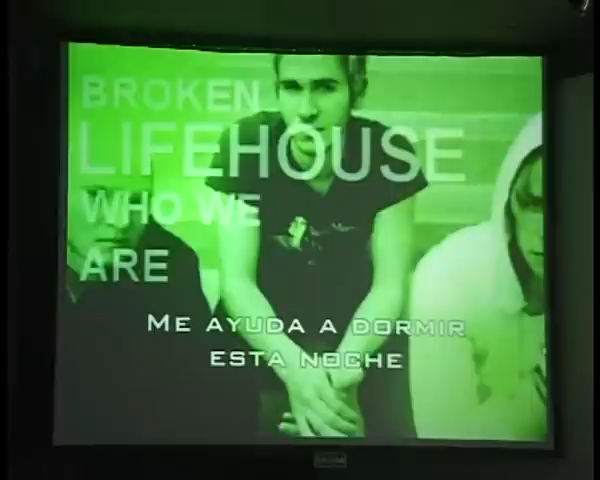 BROKEN
LIFEHOUSE
WHO WE
ARE
ME AYUDA A DORMIR
ESTA NOCHE